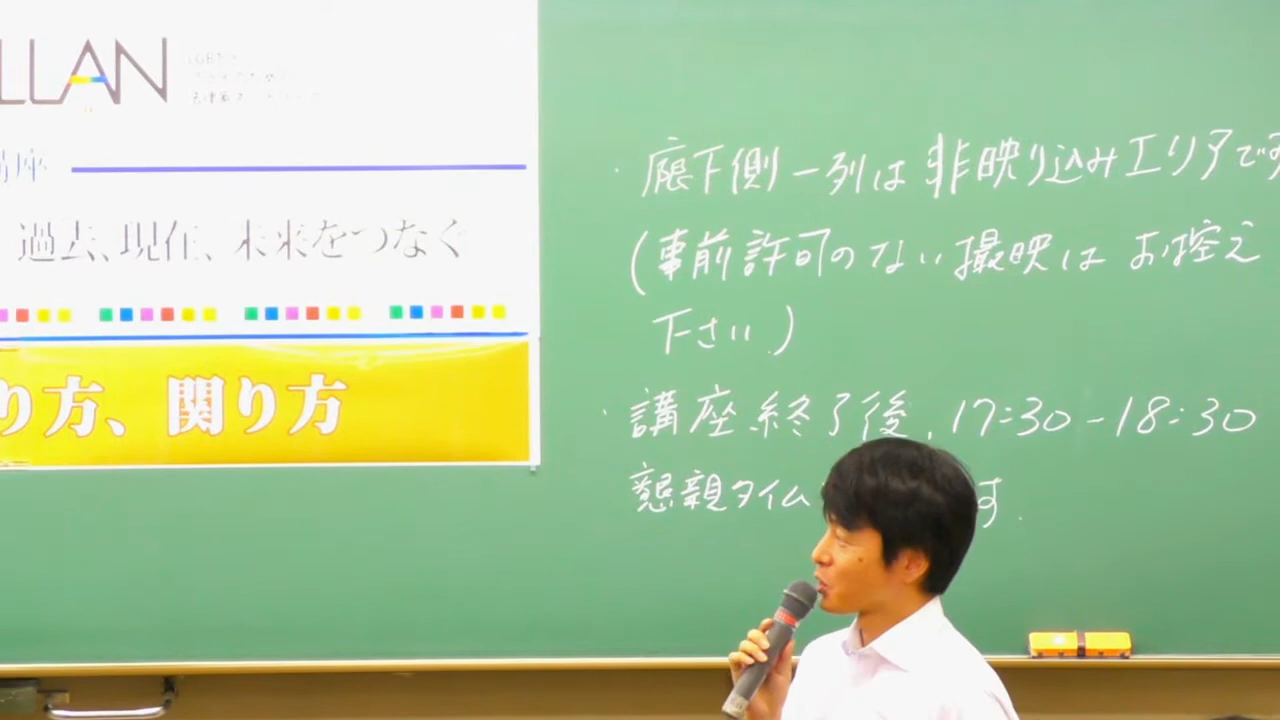 LLAN
講座
過去、現在、未来をつなぐ
り方、関り方
・廊下側一列は非映り込みエリアです
(事前許可のない撮映はお控え
下さい。)
・講座終了後、17:30-18:30
懇親タイム
す.